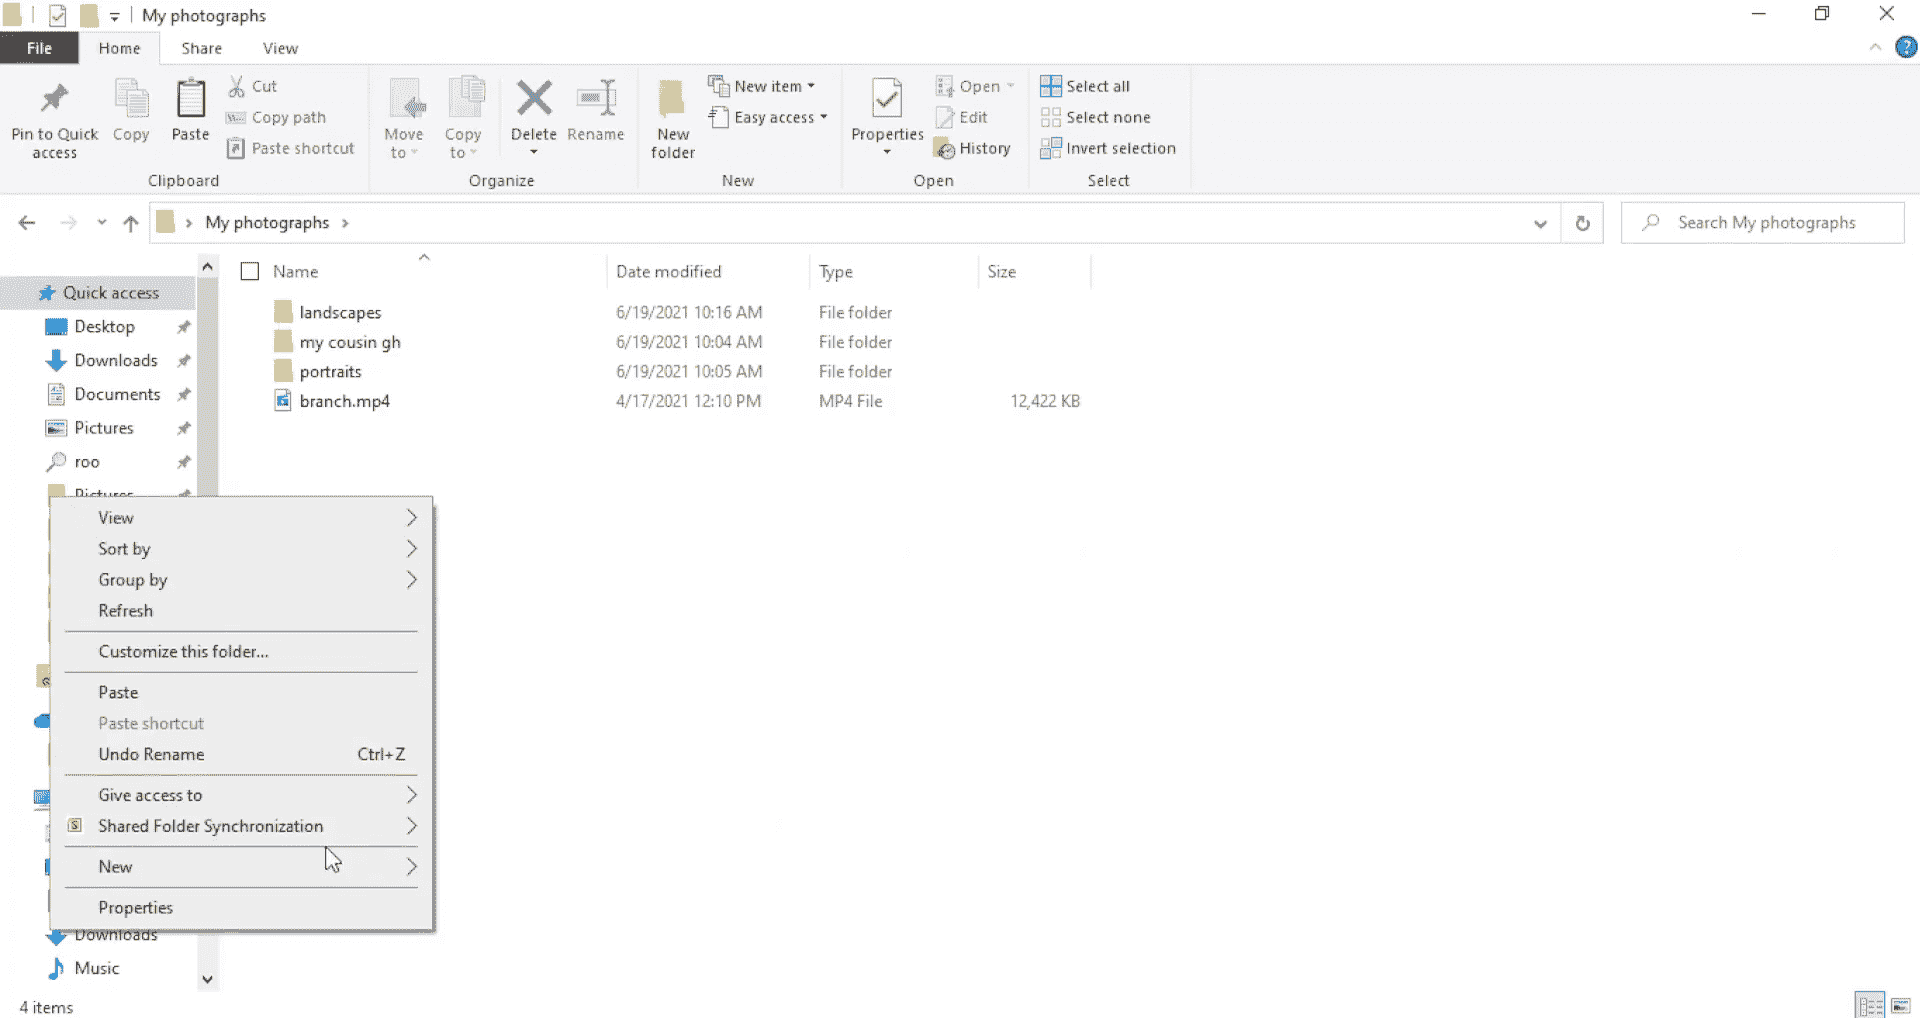 My photographs
File Home Share View
Pin to Quick access
Copy
Paste
Cut
Copy path
Paste shortcut
Clipboard
Move to
Copy to
Delete
Rename
Organize
New folder
New item
Easy access
New
Properties
Open
Edit
History
Open
Select all
Select none
Invert selection
Select
My photographs
Search My photographs
Name Date modified Type Size
landscapes 6/19/2021 10:16 AM File folder
my cousin gh 6/19/2021 10:04 AM File folder
portraits 6/19/2021 10:05 AM File folder
branch.mp4 4/17/2021 12:10 PM MP4 File 12,422 KB
Quick access
Desktop
Downloads
Documents
Pictures
roo
Pictures
View
Sort by
Group by
Refresh
Customize this folder...
Paste
Paste shortcut
Undo Rename Ctrl+Z
Give access to
S Shared Folder Synchronization
New
Properties
Downloads
Music
4 items